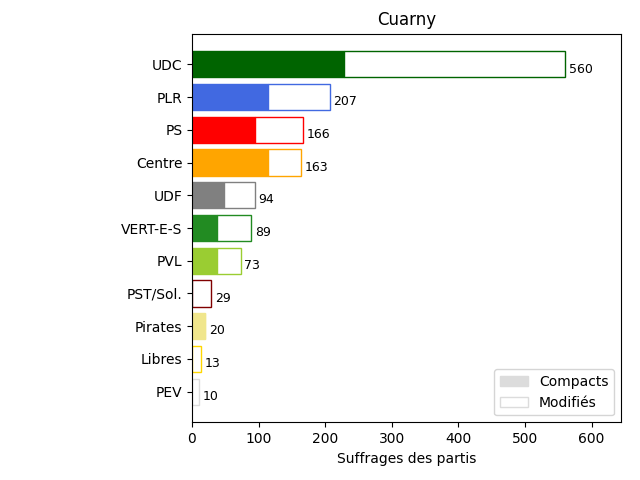 Cuarny
UDC 560
PLR 207
PS 166
Centre 163
UDF 94
VERT-E-S 89
PVL 73
PST/Sol. 29
Pirates 20
Libres 13
PEV 10
Compacts
Modifiés
0 100 200 300 400 500 600
Suffrages des partis